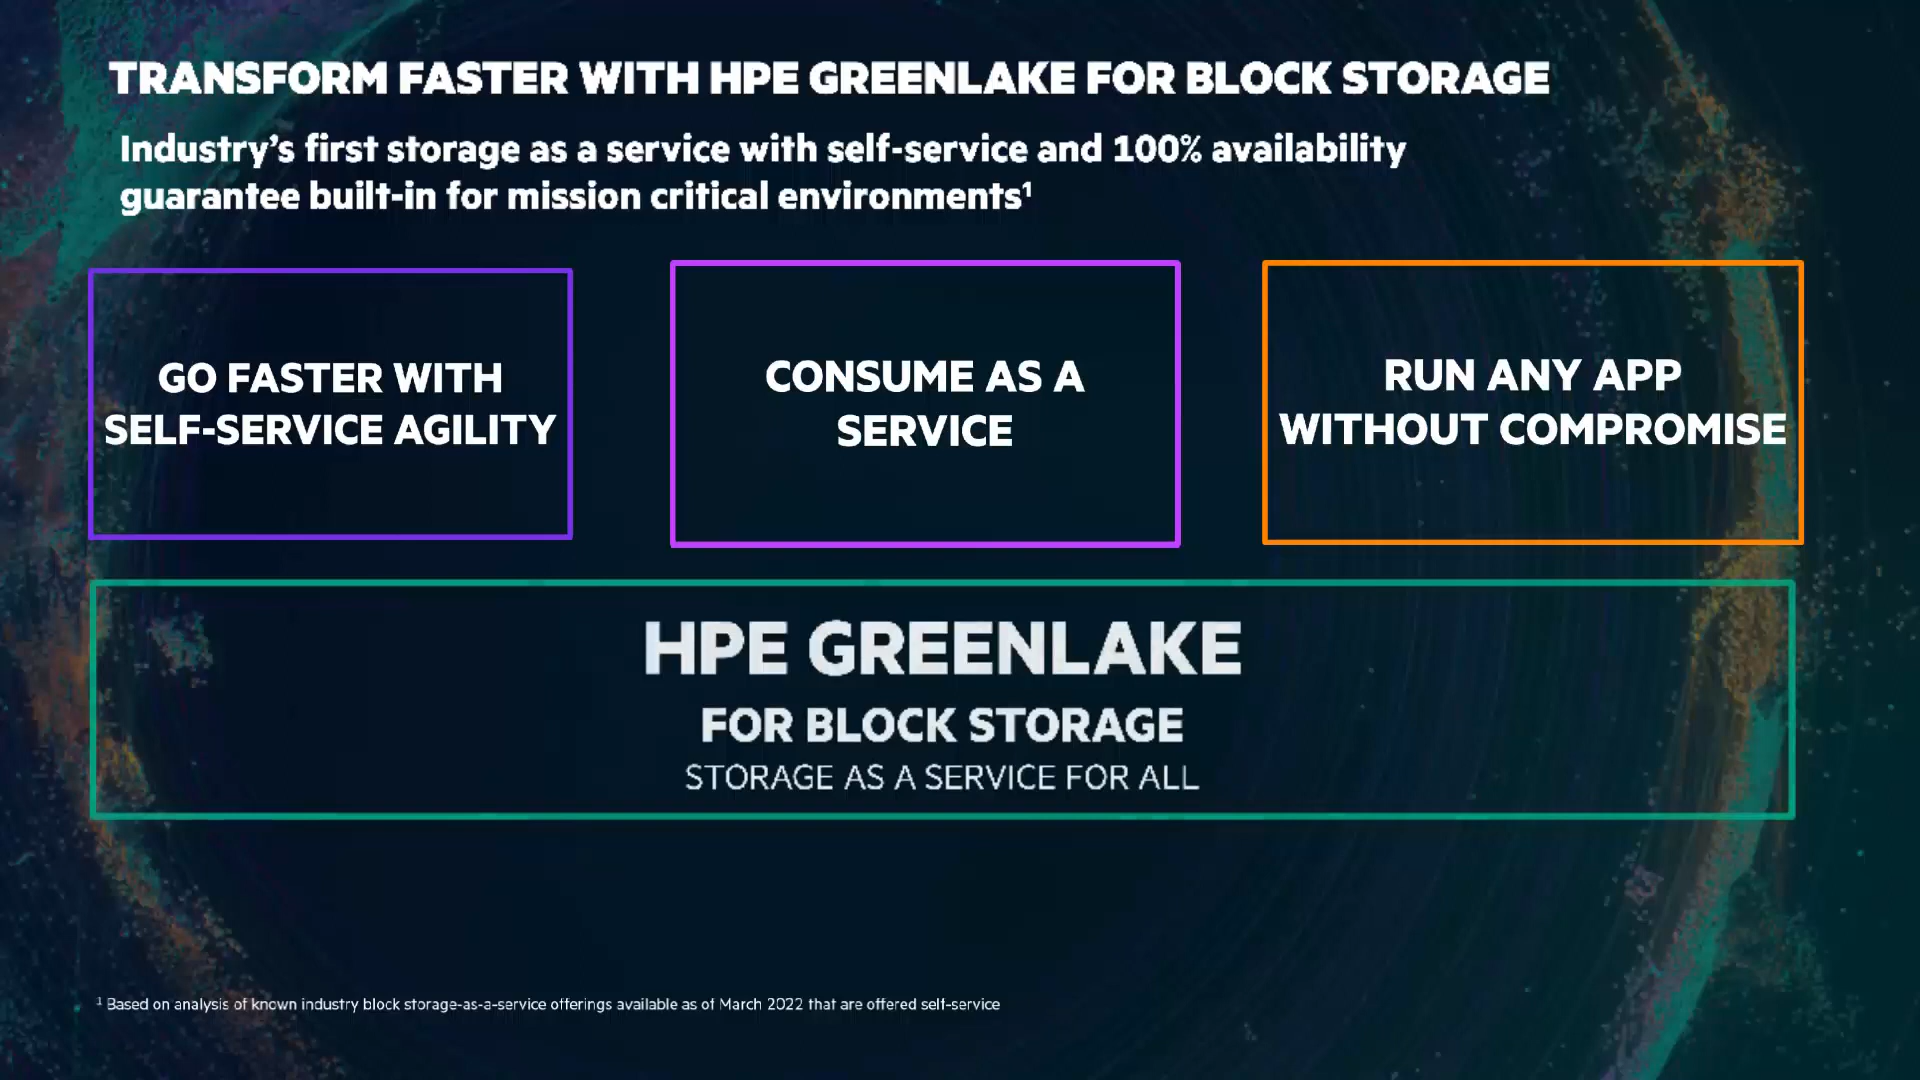 TRANSFORM FASTER WITH HPE GREENLAKE FOR BLOCK STORAGE
Industry’s first storage as a service with self-service and 100% availability
guarantee built-in for mission critical environments¹
GO FASTER WITH
SELF-SERVICE AGILITY
CONSUME AS A
SERVICE
RUN ANY APP
WITHOUT COMPROMISE
HPE GREENLAKE
FOR BLOCK STORAGE
STORAGE AS A SERVICE FOR ALL
¹ Based on analysis of known industry block storage-as-a-service offerings available as of March 2022 that are offered self-service